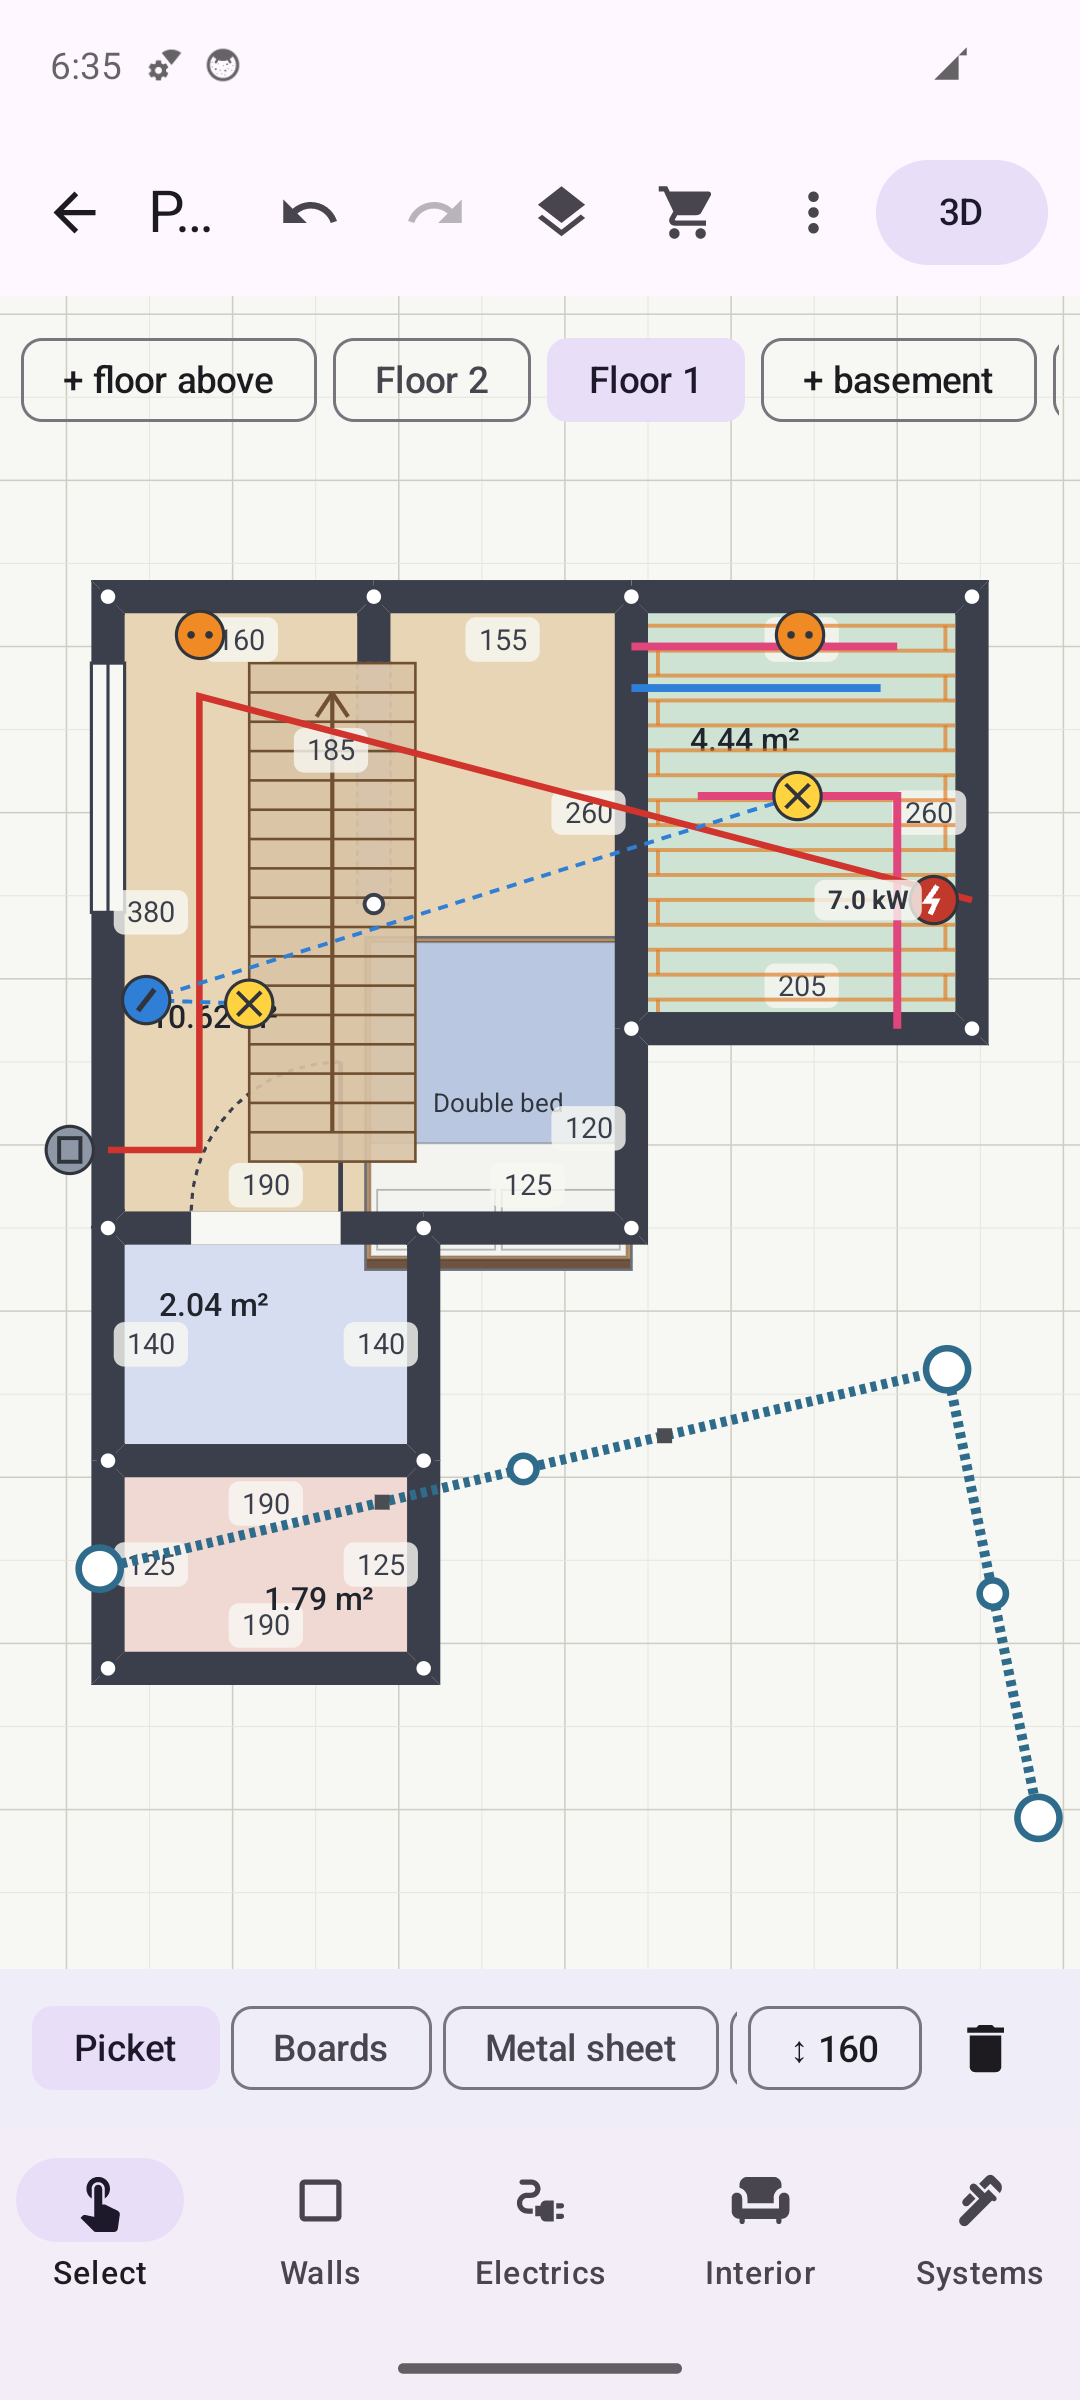 6:35
P...
3D
+ floor above
Floor 2
Floor 1
+ basement
160
155
185
4.44 m²
260
260
380
7.0 kW
205
Double bed
120
190
125
2.04 m²
140
140
190
125
125
1.79 m²
190
Picket
Boards
Metal sheet
↕ 160
Select
Walls
Electrics
Interior
Systems